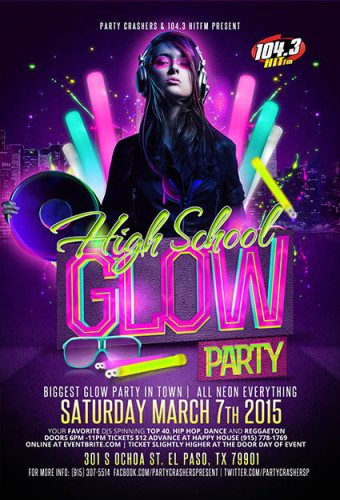 PARTY CRASHERS & 104.3 HITFM PRESENT
104.3
HIT fm
High School
GLOW
PARTY
BIGGEST GLOW PARTY IN TOWN | ALL NEON EVERYTHING
SATURDAY MARCH 7TH 2015
YOUR FAVORITE DJS SPINNING TOP 40, HIP HOP, DANCE AND REGGAETON
DOORS 6PM -11PM TICKETS $12 ADVANCE AT HAPPY HOUSE (915) 778-1769
ONLINE AT EVENTBRITE.COM | TICKET SLIGHTLY HIGHER AT THE DOOR DAY OF EVENT
301 S OCHOA ST. EL PASO, TX 79901
FOR MORE INFO: (915) 307-5514 FACEBOOK.COM/PARTYCRASHERSPRESENT | TWITTER.COM/PARTYCRASHERSP